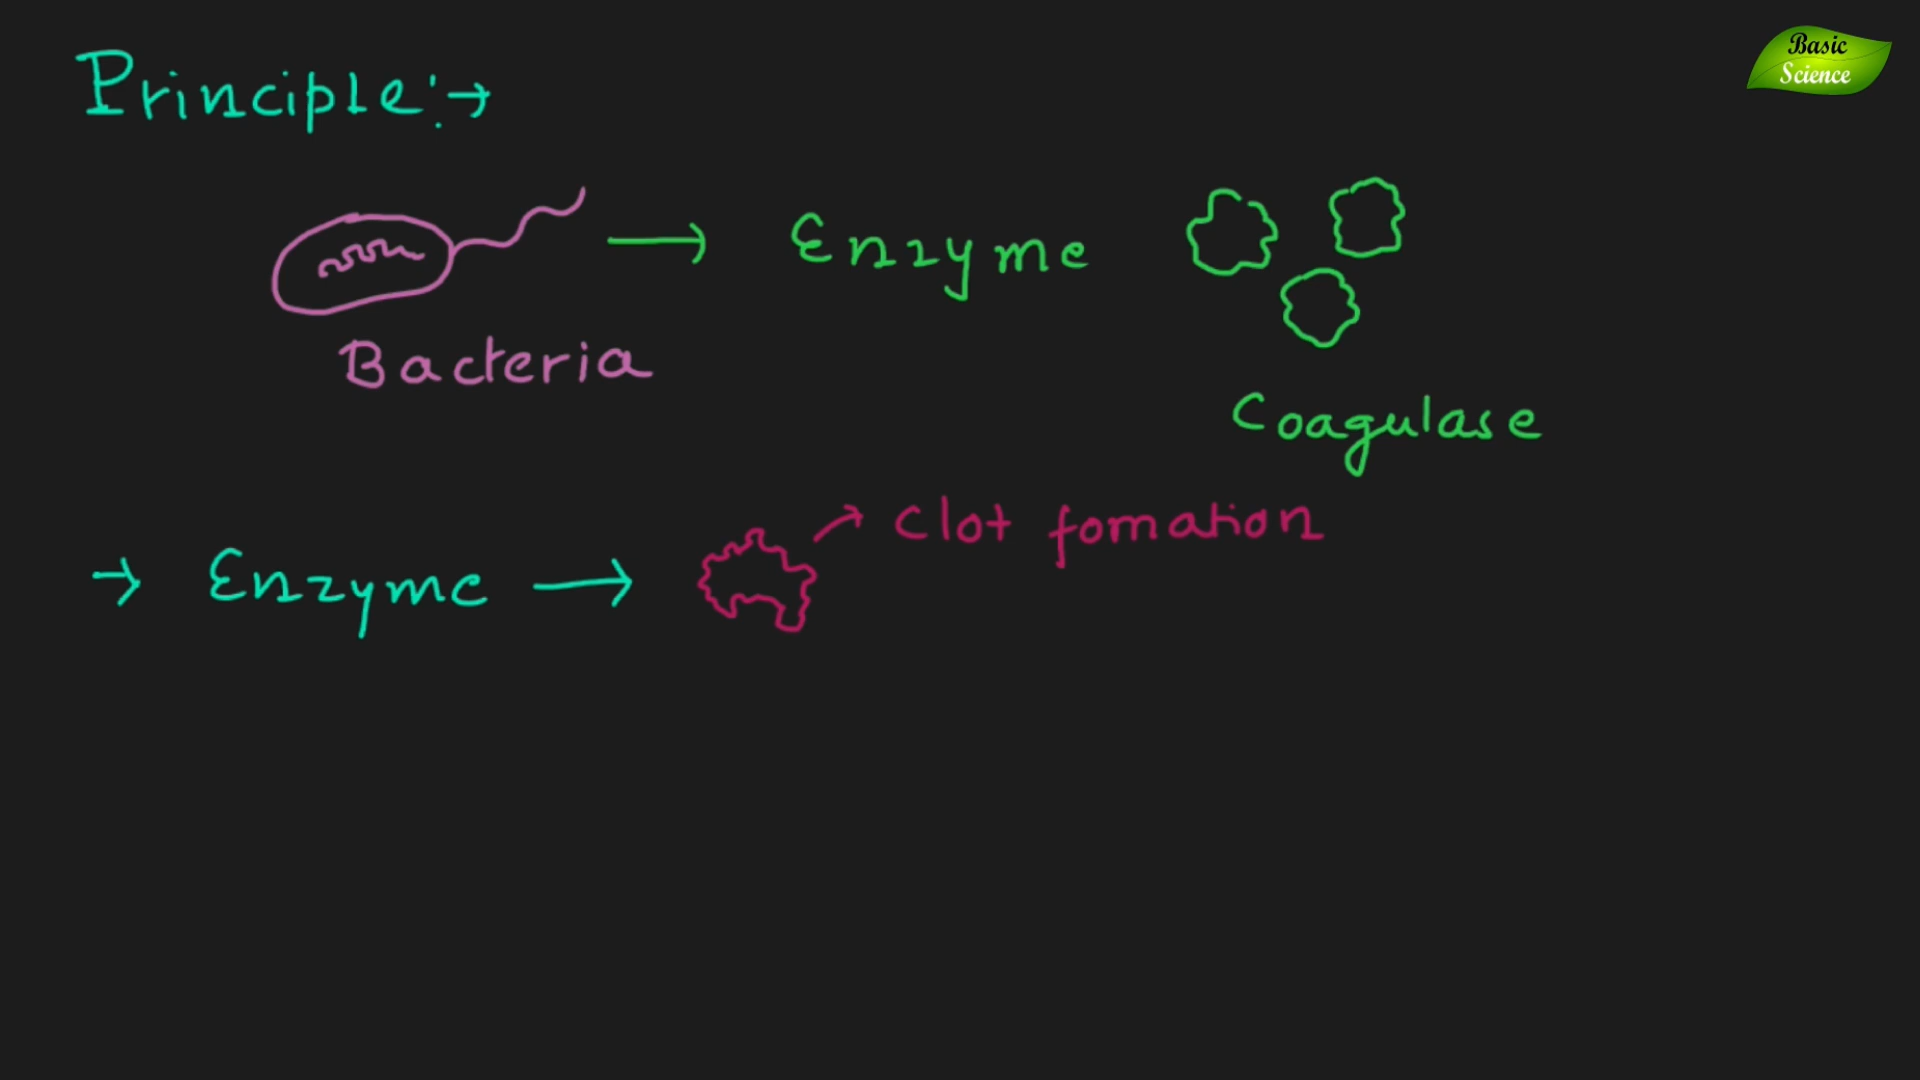 Principle:→
Basic
Science
→ Enzyme
Bacteria
Coagulase
→ Clot fomation
→ Enzyme →